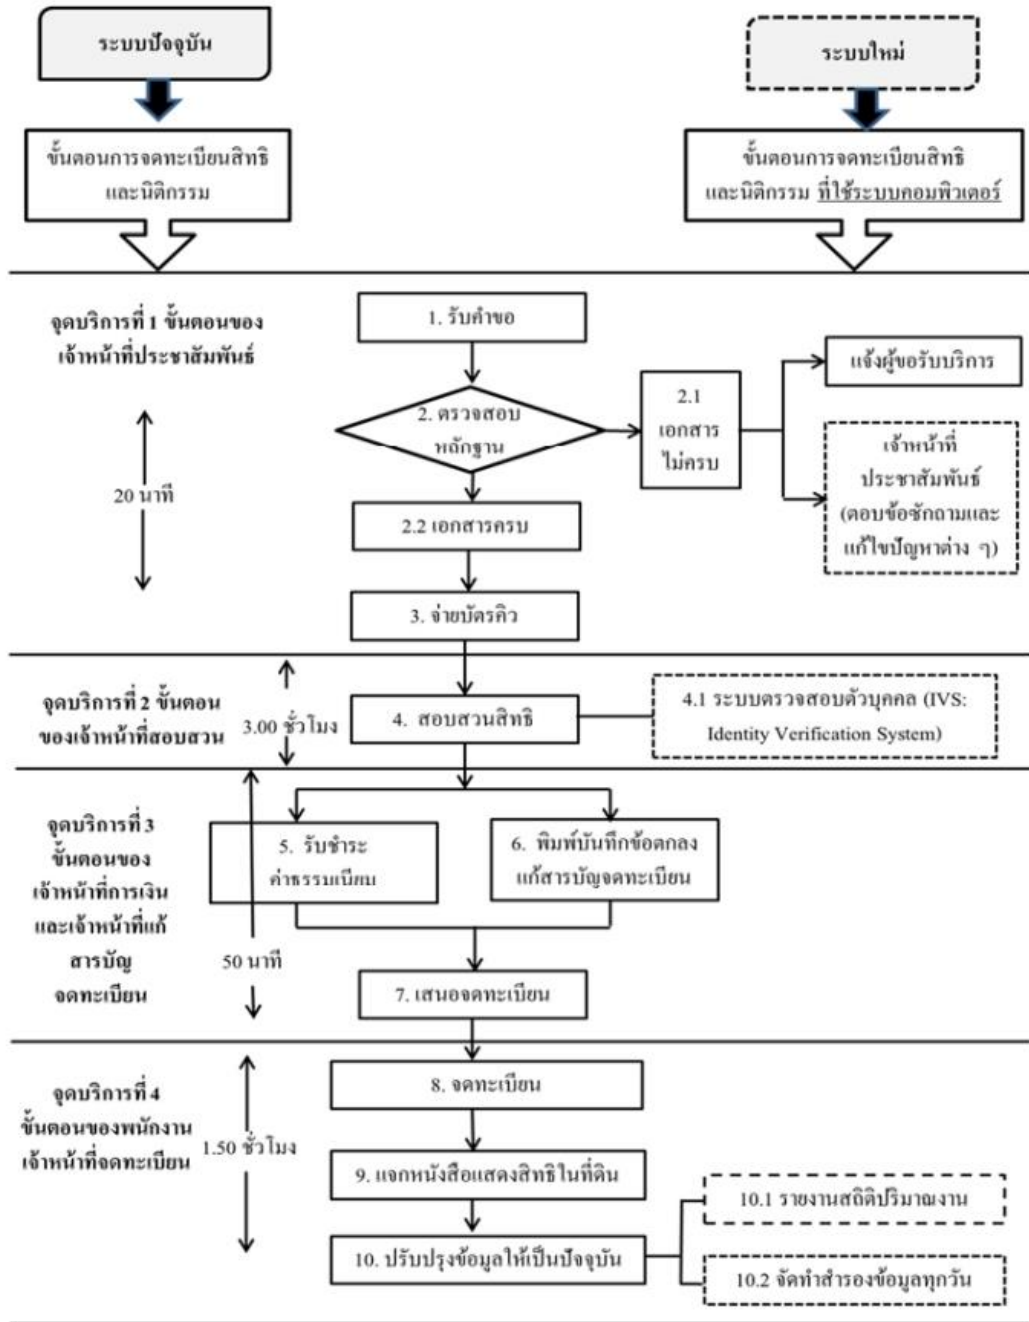 ระบบปัจจุบัน
ระบบใหม่
ขั้นตอนการจดทะเบียนสิทธิ
และนิติกรรม
ขั้นตอนการจดทะเบียนสิทธิ
และนิติกรรม ที่ใช้ระบบคอมพิวเตอร์
จุดบริการที่ 1 ขั้นตอนของ
เจ้าหน้าที่ประชาสัมพันธ์
20 นาที
1. รับคำขอ
2. ตรวจสอบ
หลักฐาน
2.1
เอกสาร
ไม่ครบ
แจ้งผู้ขอรับบริการ
เจ้าหน้าที่
ประชาสัมพันธ์
(ตอบข้อซักถามและ
แก้ไขปัญหาต่าง ๆ)
2.2 เอกสารครบ
3. จ่ายบัตรคิว
จุดบริการที่ 2 ขั้นตอน
ของเจ้าหน้าที่สอบสวน
3.00 ชั่วโมง
4. สอบสวนสิทธิ
4.1 ระบบตรวจสอบตัวบุคคล (IVS:
Identity Verification System)
จุดบริการที่ 3
ขั้นตอนของ
เจ้าหน้าที่การเงิน
และเจ้าหน้าที่แก้
สารบัญ
จดทะเบียน
50 นาที
5. รับชำระ
ค่าธรรมเนียม
6. พิมพ์บันทึกข้อตกลง
แก้สารบัญจดทะเบียน
7. เสนอจดทะเบียน
จุดบริการที่ 4
ขั้นตอนของพนักงาน
เจ้าหน้าที่จดทะเบียน
1.50 ชั่วโมง
8. จดทะเบียน
9. แจกหนังสือแสดงสิทธิในที่ดิน
10. ปรับปรุงข้อมูลให้เป็นปัจจุบัน
10.1 รายงานสถิติปริมาณงาน
10.2 จัดทำสำรองข้อมูลทุกวัน